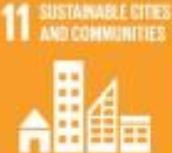 11 SUSTAINABLE CITIES
AND COMMUNITIES